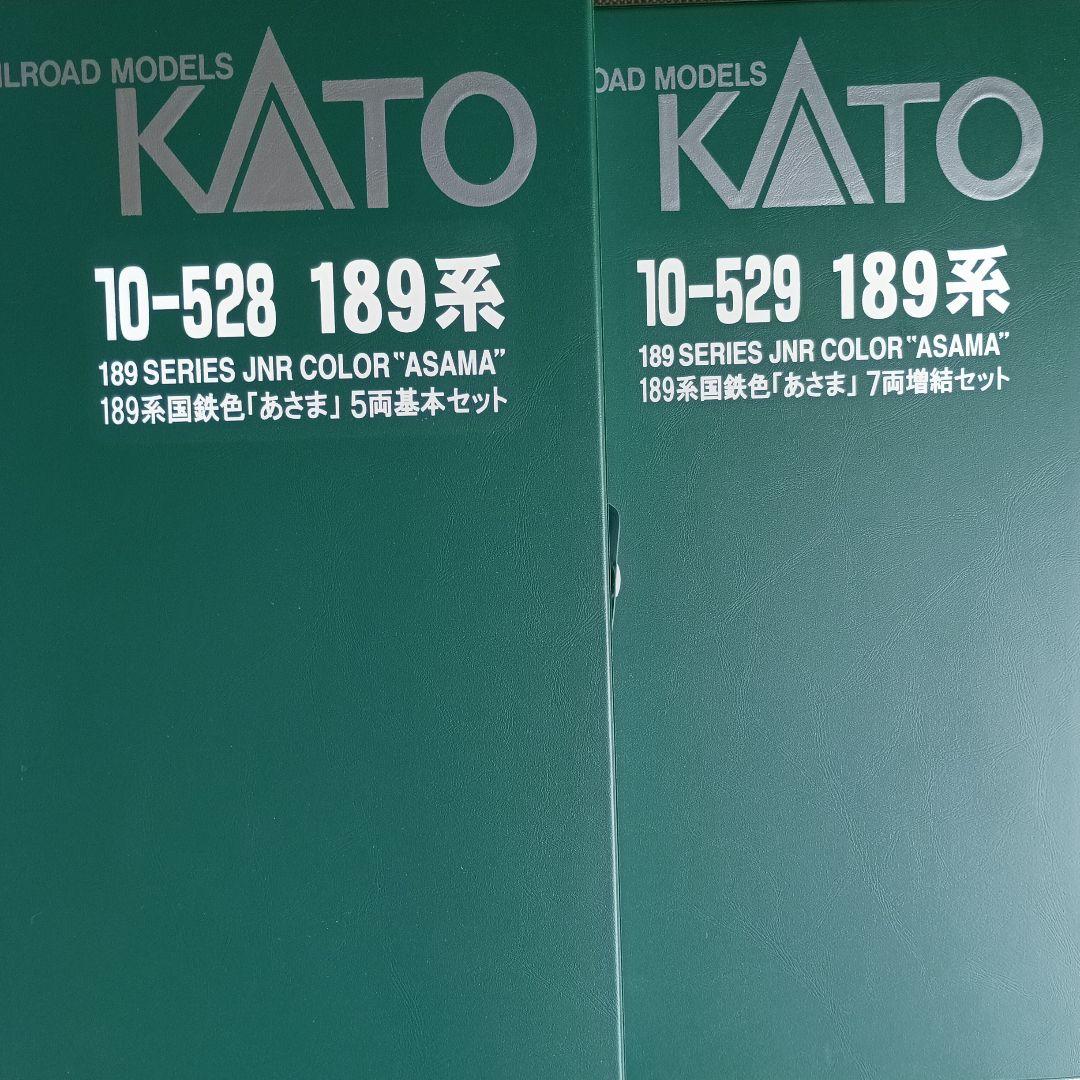 MODELS
KATO
10-528 189系
189 SERIES JNR COLOR "ASAMA"
189系国鉄色「あさま」 5両基本セット
MODELS
KATO
10-529 189系
189 SERIES JNR COLOR "ASAMA"
189系国鉄色「あさま」 7両増結セット